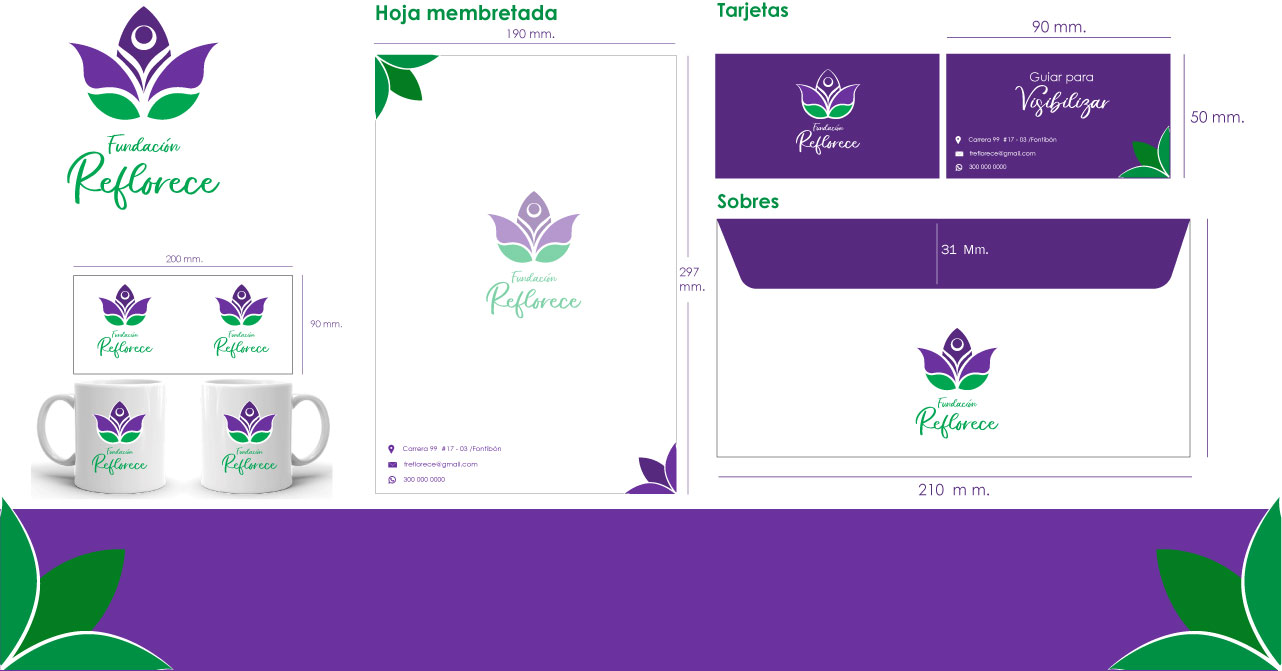 Fundación
Reflorece
200 mm.
Fundación
Reflorece
Fundación
Reflorece
90 mm.
Fundación
Reflorece
Fundación
Reflorece
Hoja membretada
190 mm.
Fundación
Reflorece
297
mm.
Carrera 99 #17 - 03 /Fontibón
freflorece@gmail.com
300 000 0000
Tarjetas
90 mm.
Fundación
Reflorece
Guiar para
Visibilizar
Carrera 99 #17 - 03 /Fontibón
freflorece@gmail.com
300 000 0000
50 mm.
Sobres
31 Mm.
Fundación
Reflorece
210 m m.